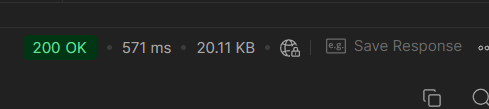 200 OK • 571 ms • 20.11 KB • e.g. Save Response